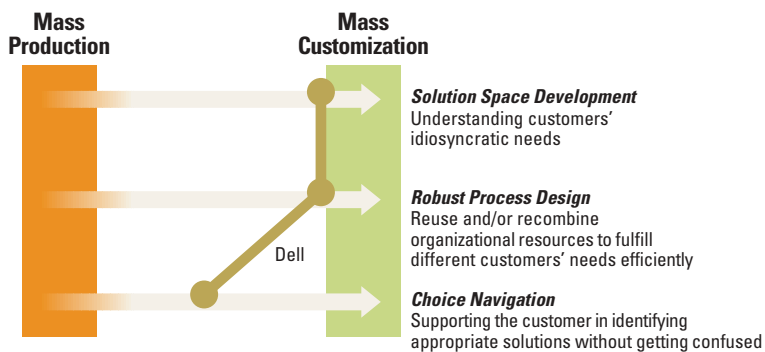 Mass
Production
Mass
Customization
Solution Space Development
Understanding customers’
idiosyncratic needs
Robust Process Design
Reuse and/or recombine
organizational resources to fulfill
different customers’ needs efficiently
Dell
Choice Navigation
Supporting the customer in identifying
appropriate solutions without getting confused